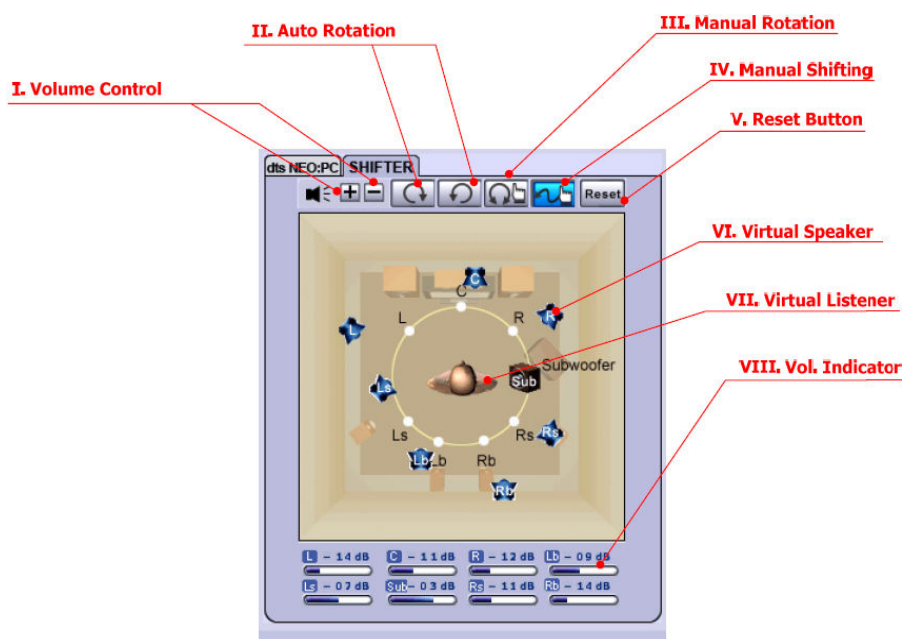 III. Manual Rotation
II. Auto Rotation
IV. Manual Shifting
I. Volume Control
V. Reset Button
dts NEO:PC SHIFTER
Reset
VI. Virtual Speaker
C
C
L
R
R
L
VII. Virtual Listener
Subwoofer
Sub
Ls
VIII. Vol. Indicator
Ls
Rs
Rs
Lb
Lb
Rb
Rb
L - 14 dB C - 11 dB R - 12 dB Lb - 09 dB
Ls - 07 dB Sub - 03 dB Rs - 11 dB Rb - 14 dB